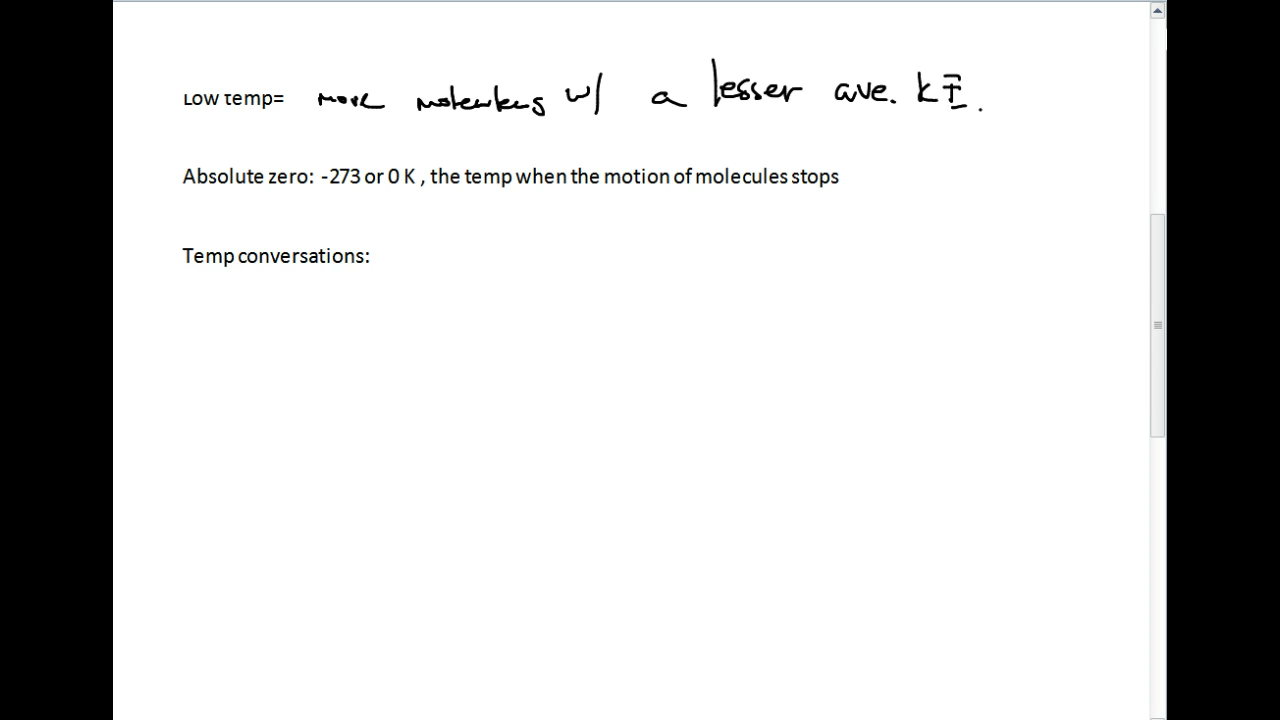 Low temp= more molecules w/ a lesser ave. KE.
Absolute zero: -273 or 0 K , the temp when the motion of molecules stops
Temp conversations: